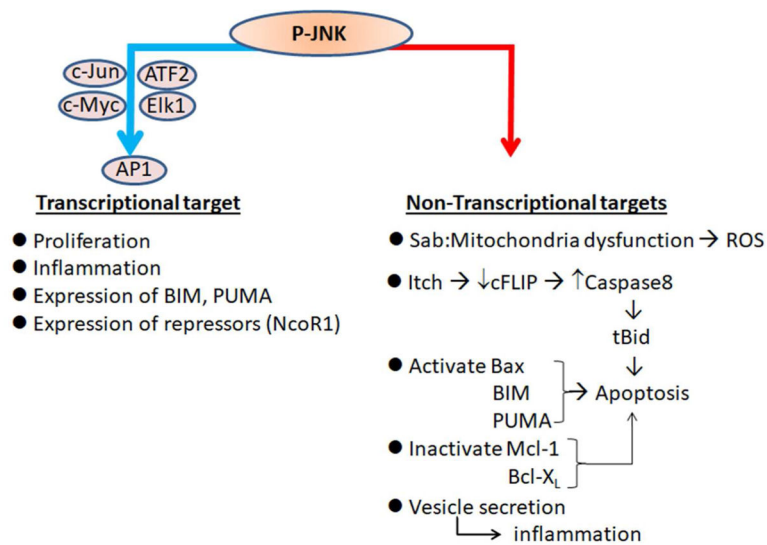 P-JNK
c-Jun ATF2
c-Myc Elk1
AP1
Transcriptional target
● Proliferation
● Inflammation
● Expression of BIM, PUMA
● Expression of repressors (NcoR1)
Non-Transcriptional targets
● Sab:Mitochondria dysfunction → ROS
● Itch → ↓cFLIP → ↑Caspase8
↓
tBid
↓
● Activate Bax
BIM → Apoptosis
PUMA
● Inactivate Mcl-1
Bcl-XL
● Vesicle secretion
inflammation